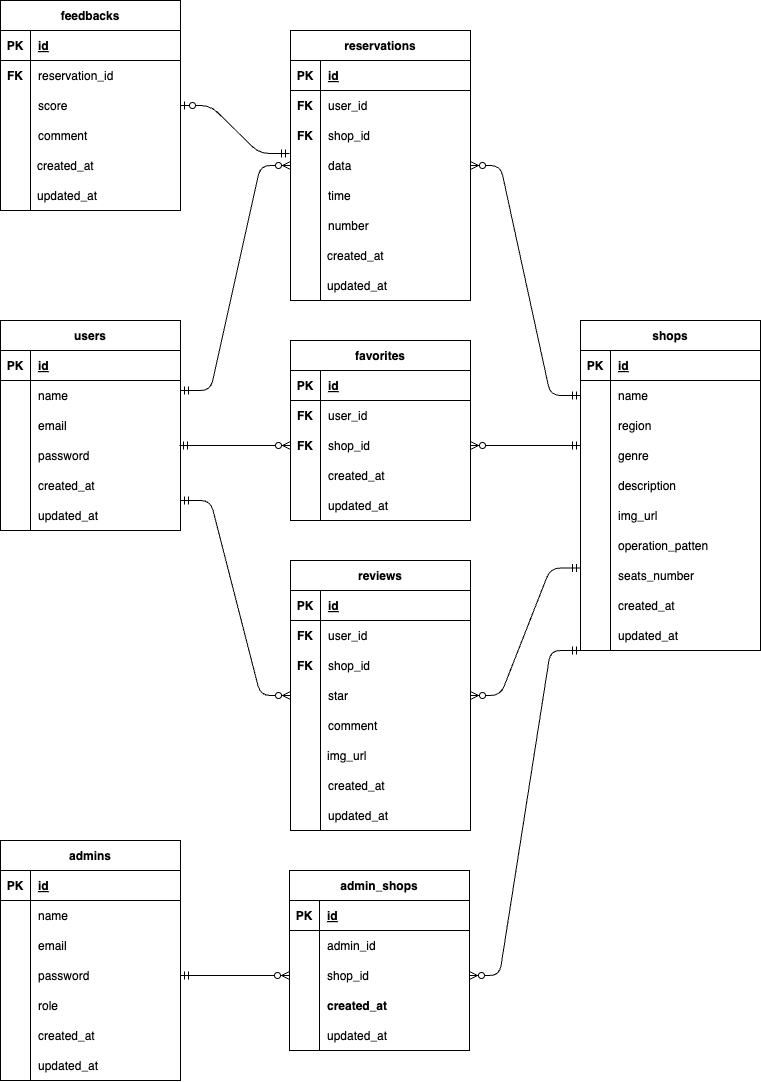 feedbacks
PK id
FK reservation_id
score
comment
created_at
updated_at
reservations
PK id
FK user_id
FK shop_id
data
time
number
created_at
updated_at
users
PK id
name
email
password
created_at
updated_at
favorites
PK id
FK user_id
FK shop_id
created_at
updated_at
shops
PK id
name
region
genre
description
img_url
operation_patten
seats_number
created_at
updated_at
reviews
PK id
FK user_id
FK shop_id
star
comment
img_url
created_at
updated_at
admins
PK id
name
email
password
role
created_at
updated_at
admin_shops
PK id
admin_id
shop_id
created_at
updated_at